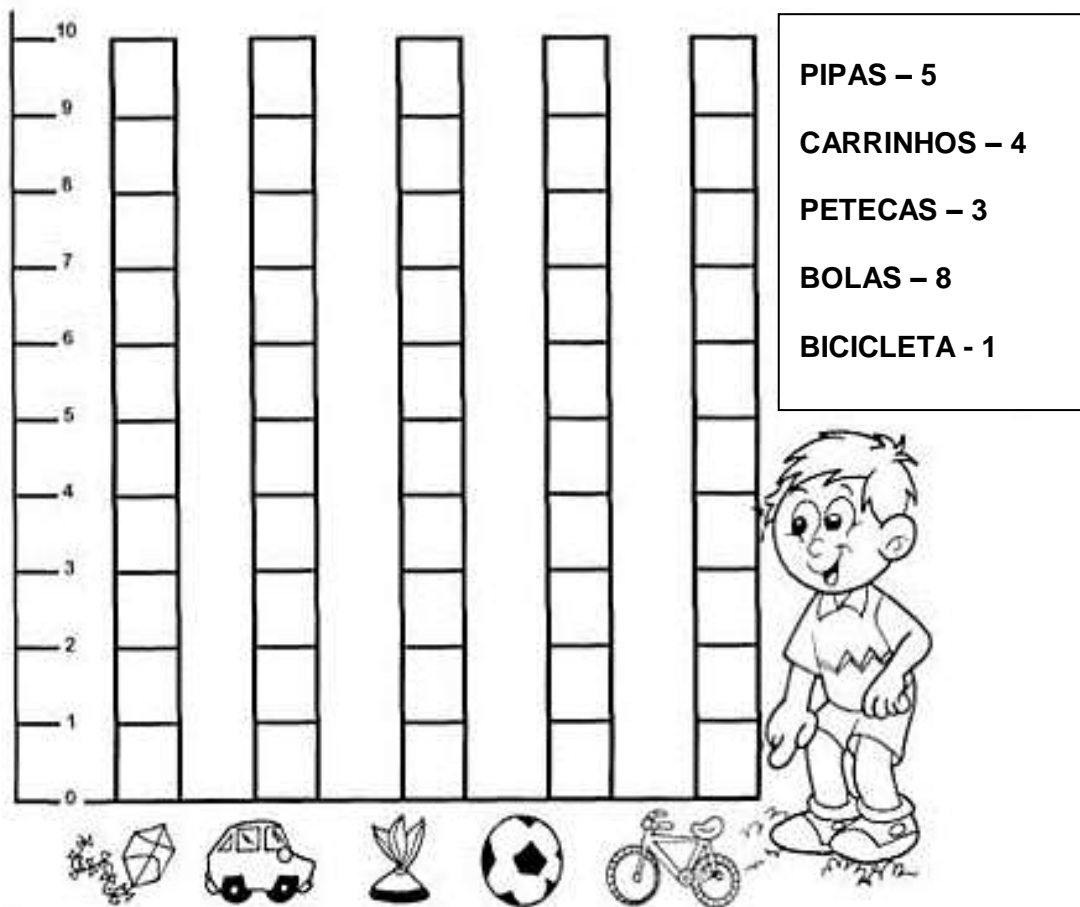 10
9
8
7
6
5
4
3
2
1
0
PIPAS – 5
CARRINHOS – 4
PETECAS – 3
BOLAS – 8
BICICLETA - 1